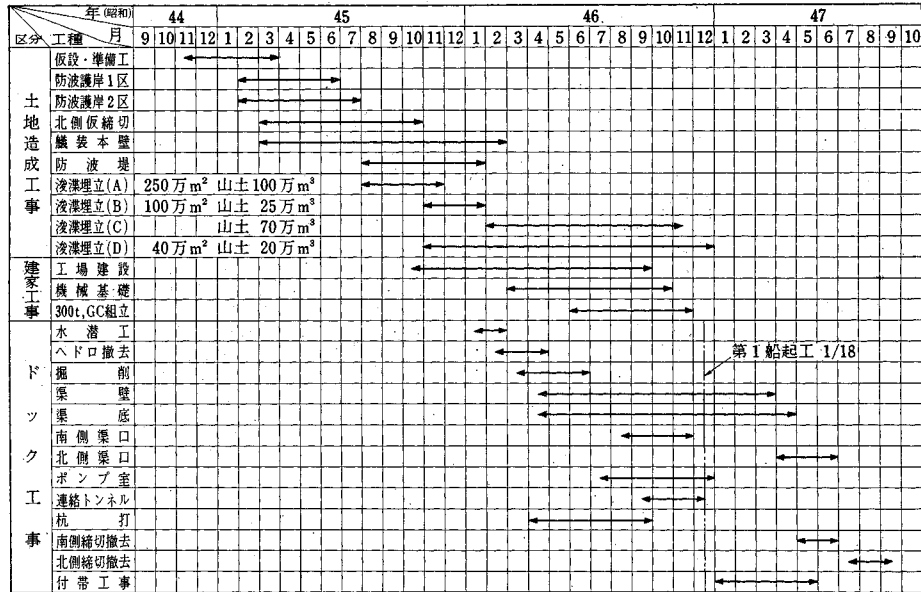 年(昭和) 44 45 46 47
区分 工種 月 9 10 11 12 1 2 3 4 5 6 7 8 9 10 11 12 1 2 3 4 5 6 7 8 9 10 11 12 1 2 3 4 5 6 7 8 9 10
土地造成工事
仮設・準備工
防波護岸1区
防波護岸2区
北側仮締切
艤装本壁
防波堤
浚渫埋立(A) 250万m² 山土100万m³
浚渫埋立(B) 100万m² 山土 25万m³
浚渫埋立(C) 山土 70万m³
浚渫埋立(D) 40万m² 山土 20万m³
建家工事
工場建設
機械基礎
300t,GC組立
ドック工事
水潜工
ヘドロ撤去
第1船起工 1/18
掘削
渠壁
渠底
南側渠口
北側渠口
ポンプ室
連絡トンネル
杭打
南側締切撤去
北側締切撤去
付帯工事